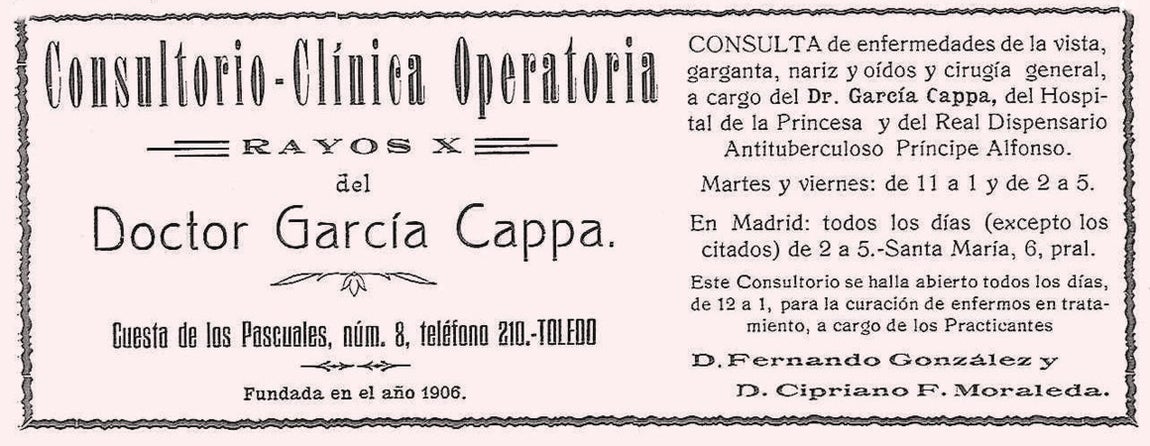 Consultorio-Clínica Operatoria
RAYOS X
del
Doctor García Cappa.
Cuesta de los Pascuales, núm. 8, teléfono 210.-TOLEDO
Fundada en el año 1906.
CONSULTA de enfermedades de la vista,
garganta, nariz y oídos y cirugía general,
a cargo del Dr. García Cappa, del Hospi-
tal de la Princesa y del Real Dispensario
Antituberculoso Príncipe Alfonso.
Martes y viernes: de 11 a 1 y de 2 a 5.
En Madrid: todos los días (excepto los
citados) de 2 a 5.-Santa María, 6, pral.
Este Consultorio se halla abierto todos los días,
de 12 a 1, para la curación de enfermos en trata-
miento, a cargo de los Practicantes
D. Fernando González y
D. Cipriano F. Moraleda.